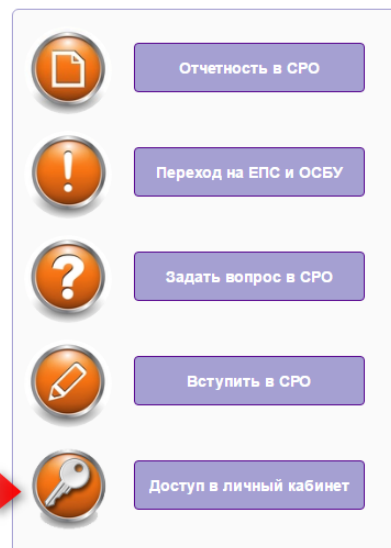 Отчетность в СРО
Переход на ЕПС и ОСБУ
Задать вопрос в СРО
Вступить в СРО
Доступ в личный кабинет